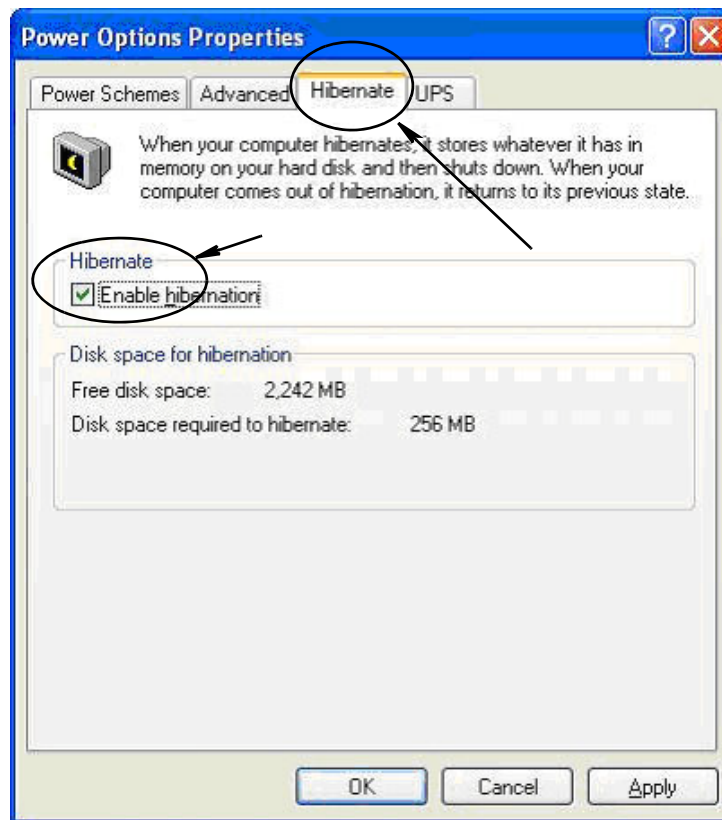 Power Options Properties
Power Schemes Advanced Hibernate UPS
When your computer hibernates, it stores whatever it has in
memory on your hard disk and then shuts down. When your
computer comes out of hibernation, it returns to its previous state.
Hibernate
Enable hibernation
Disk space for hibernation
Free disk space: 2,242 MB
Disk space required to hibernate: 256 MB
OK Cancel Apply